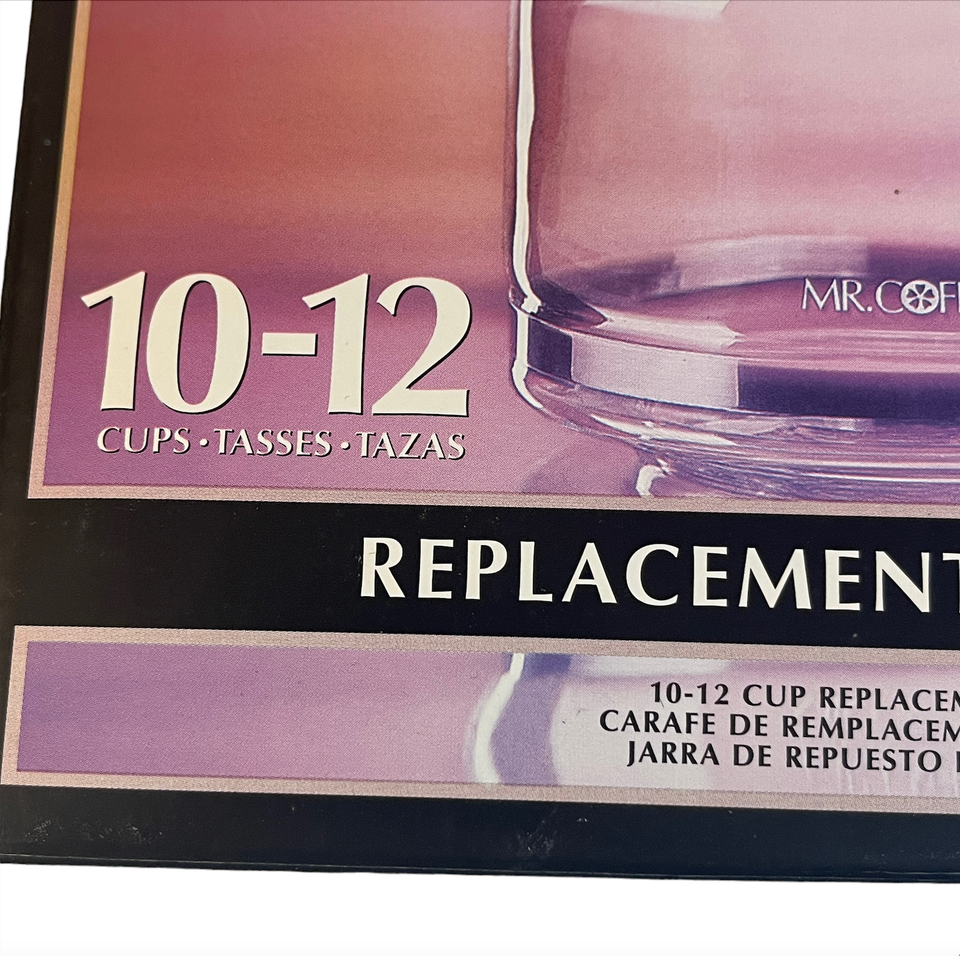 MR.COF
10-12
CUPS · TASSES · TAZAS
REPLACEMENT
10-12 CUP REPLACEM
CARAFE DE REMPLACEM
JARRA DE REPUESTO